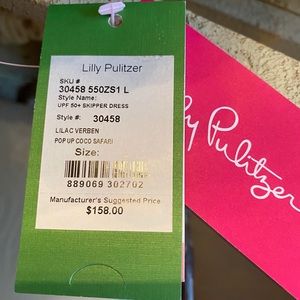 Lilly Pulitzer
SKU #
30458 550ZS1 L
Style Name:
UPF 50+ SKIPPER DRESS
Style #: 30458
LILAC VERBEN
POP UP COCO SAFARI
Size:
889069 302702
Manufacturer's Suggested Price
$158.00
ly Pulitzer